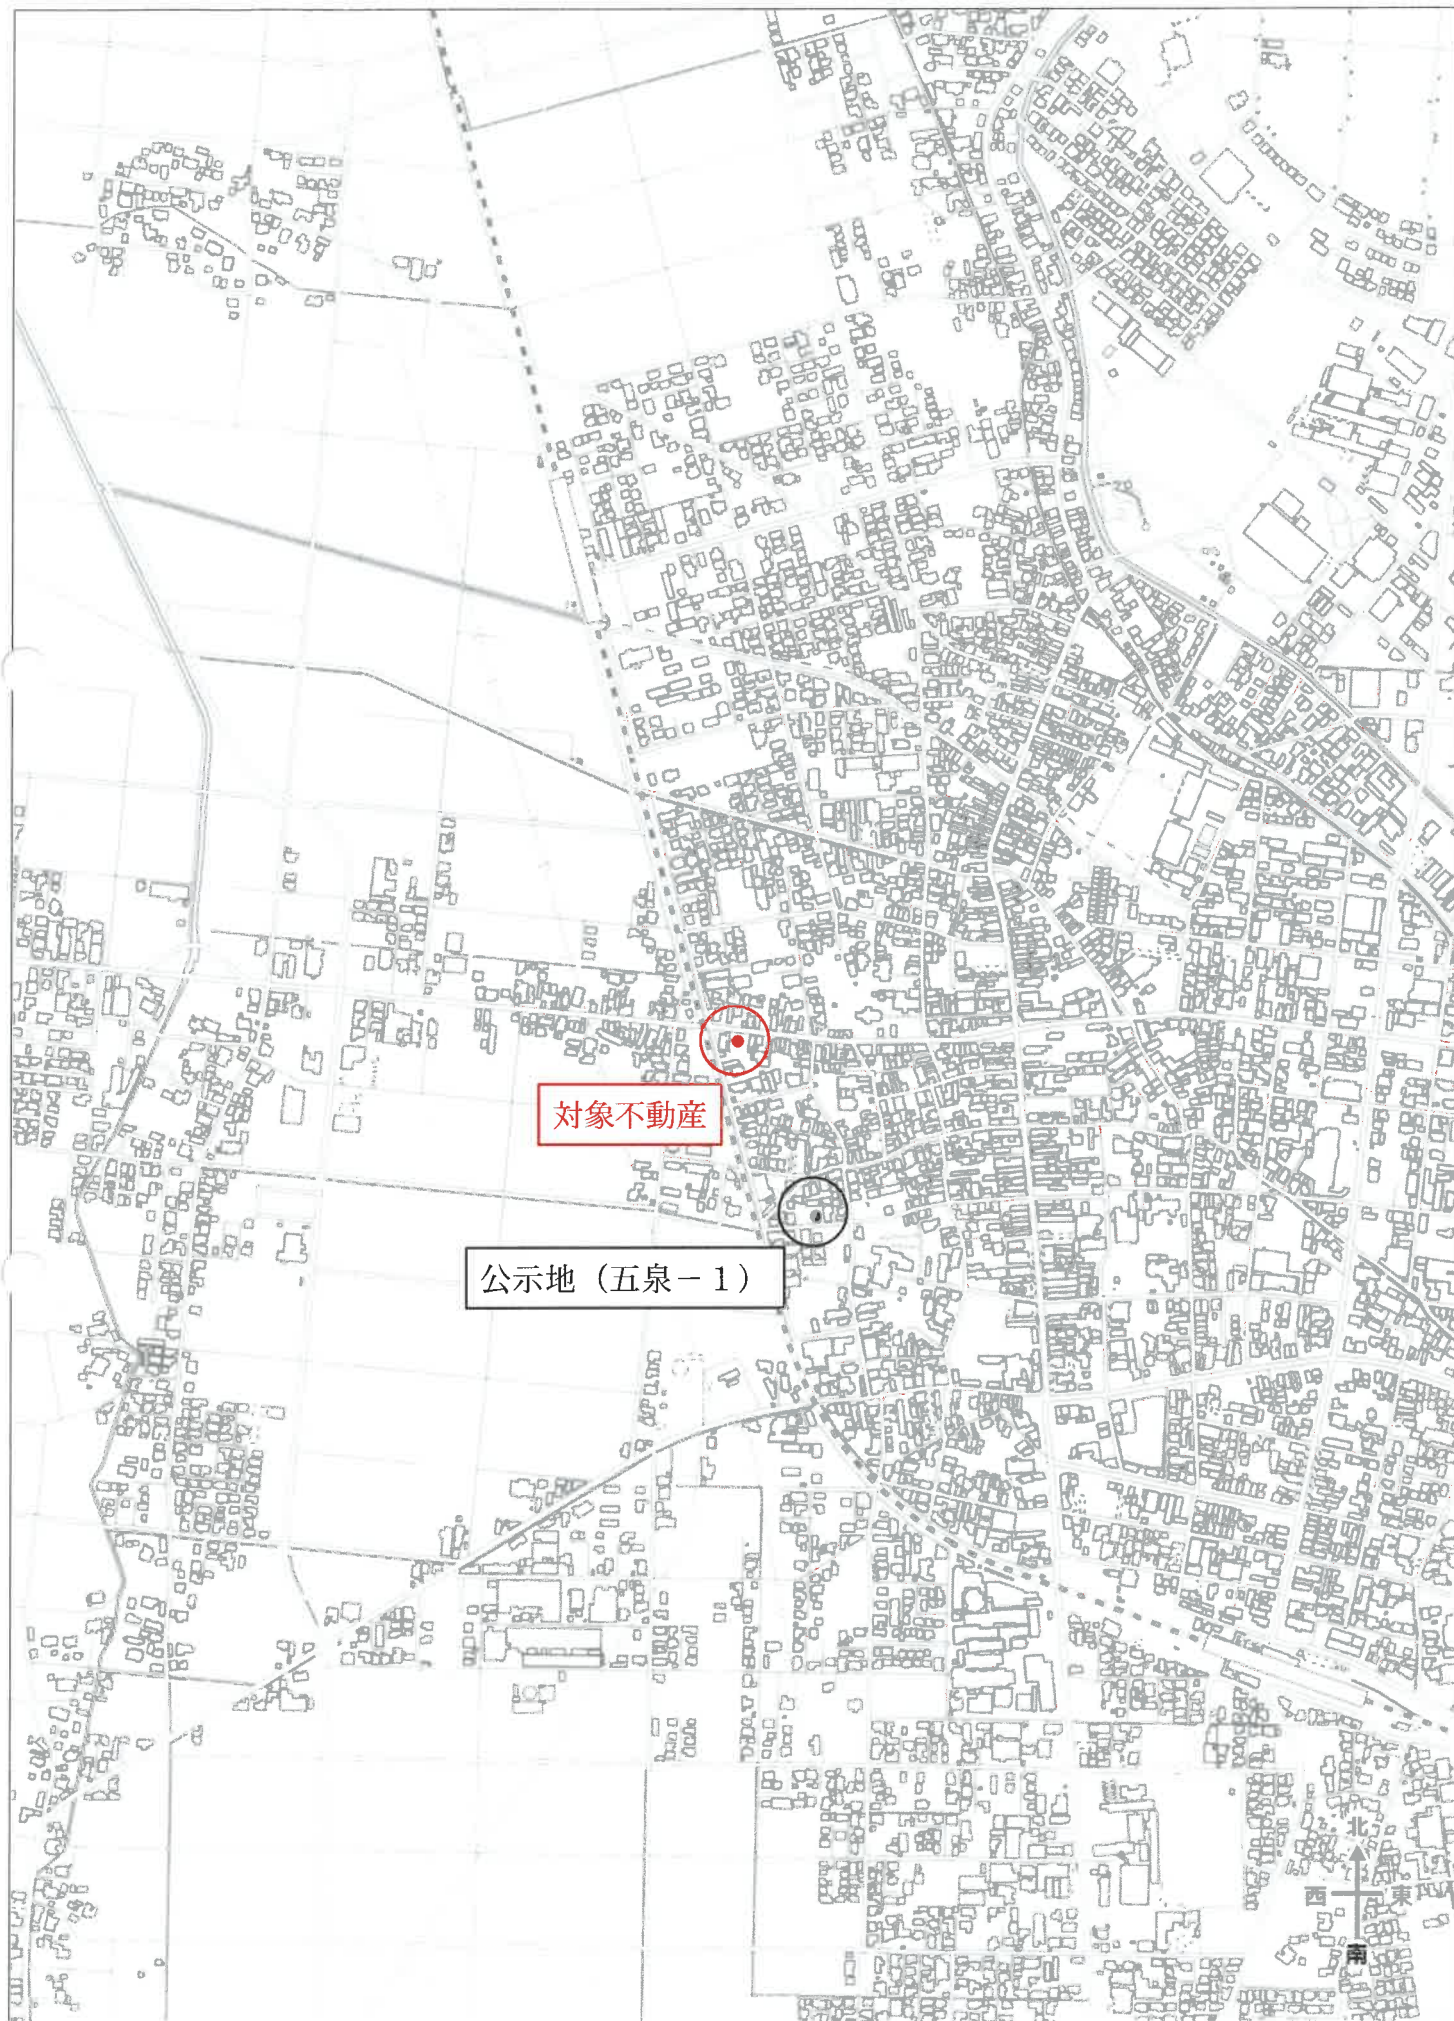 対象不動産
公示地（五泉－１）
北
西 東
南